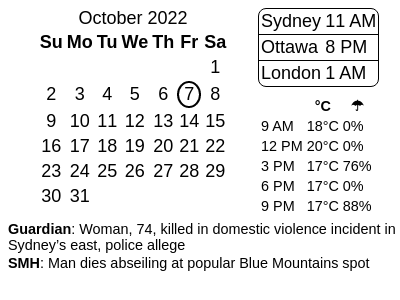 October 2022
Su Mo Tu We Th Fr Sa
1
2 3 4 5 6 7 8
9 10 11 12 13 14 15
16 17 18 19 20 21 22
23 24 25 26 27 28 29
30 31
Sydney 11 AM
Ottawa 8 PM
London 1 AM
°C ☂
9 AM 18°C 0%
12 PM 20°C 0%
3 PM 17°C 76%
6 PM 17°C 0%
9 PM 17°C 88%
Guardian: Woman, 74, killed in domestic violence incident in
Sydney’s east, police allege
SMH: Man dies abseiling at popular Blue Mountains spot